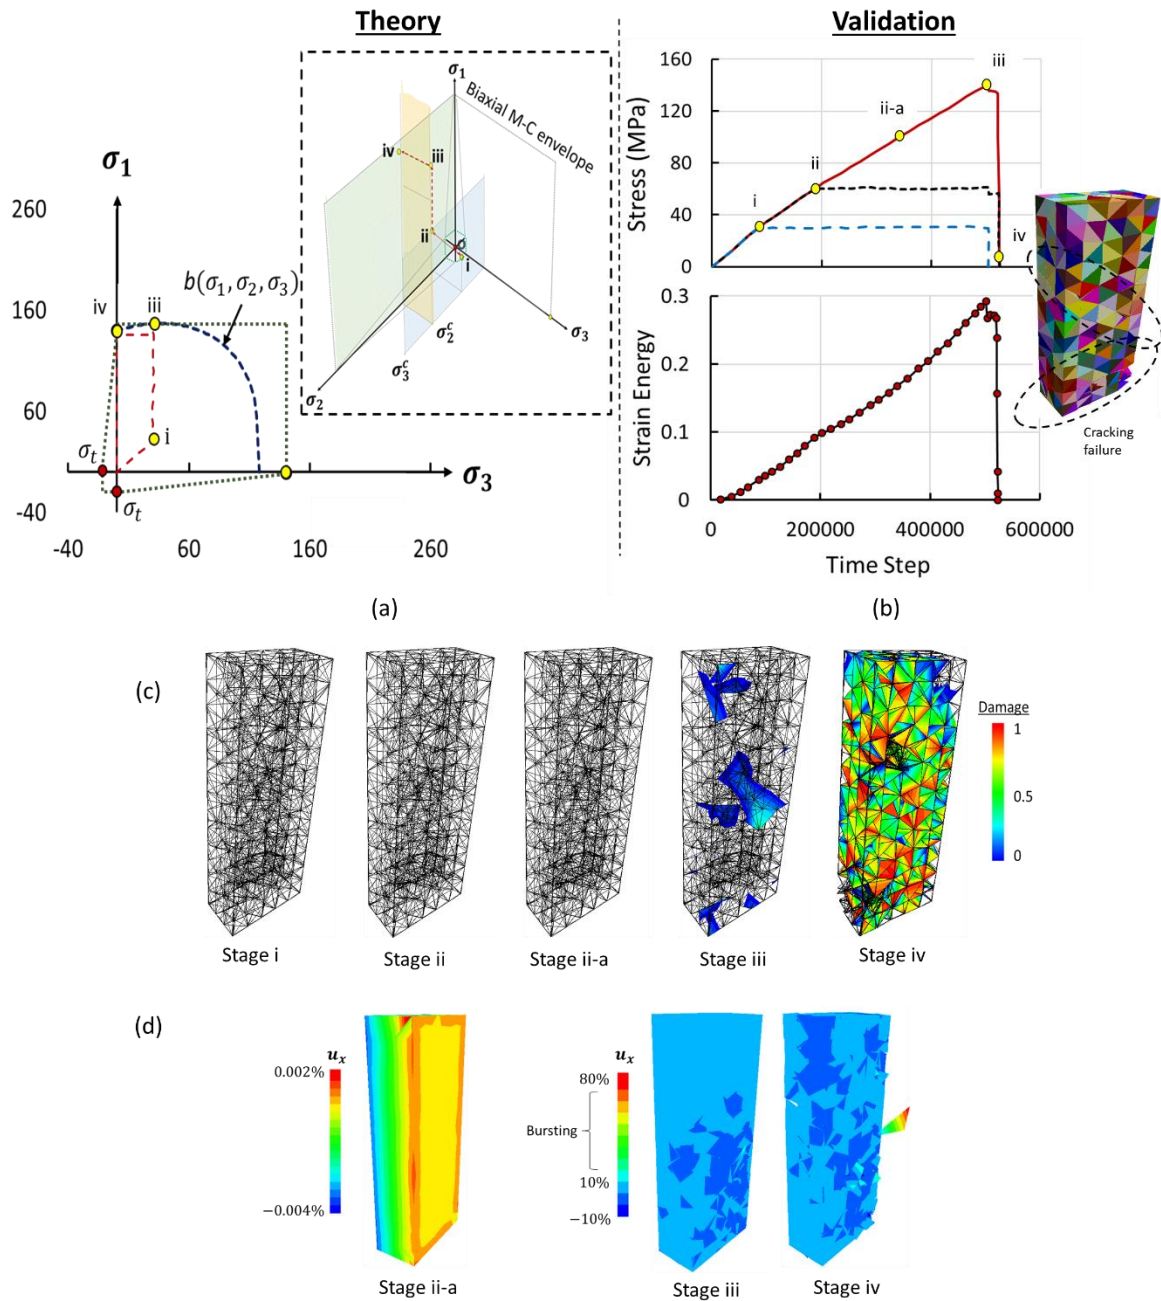 Theory
Validation
σ₁
260
160
60
-40
-40
60
160
260
σ₃
iv
iii
i
b(σ₁, σ₂, σ₃)
σₜ
σₜ
σ₁
Biaxial M-C envelope
iv
iii
ii
i
σ₃
σ₂ᶜ
σ₃ᶜ
σ₂
Stress (MPa)
160
120
80
40
0
i
ii
ii-a
iii
iv
Strain Energy
0.3
0.2
0.1
0
0
200000
400000
600000
Time Step
Cracking
failure
(a)
(b)
(c)
Stage i
Stage ii
Stage ii-a
Stage iii
Stage iv
Damage
1
0.5
0
(d)
uₓ
0.002%
−0.004%
Stage ii-a
uₓ
80%
Bursting
10%
−10%
Stage iii
Stage iv